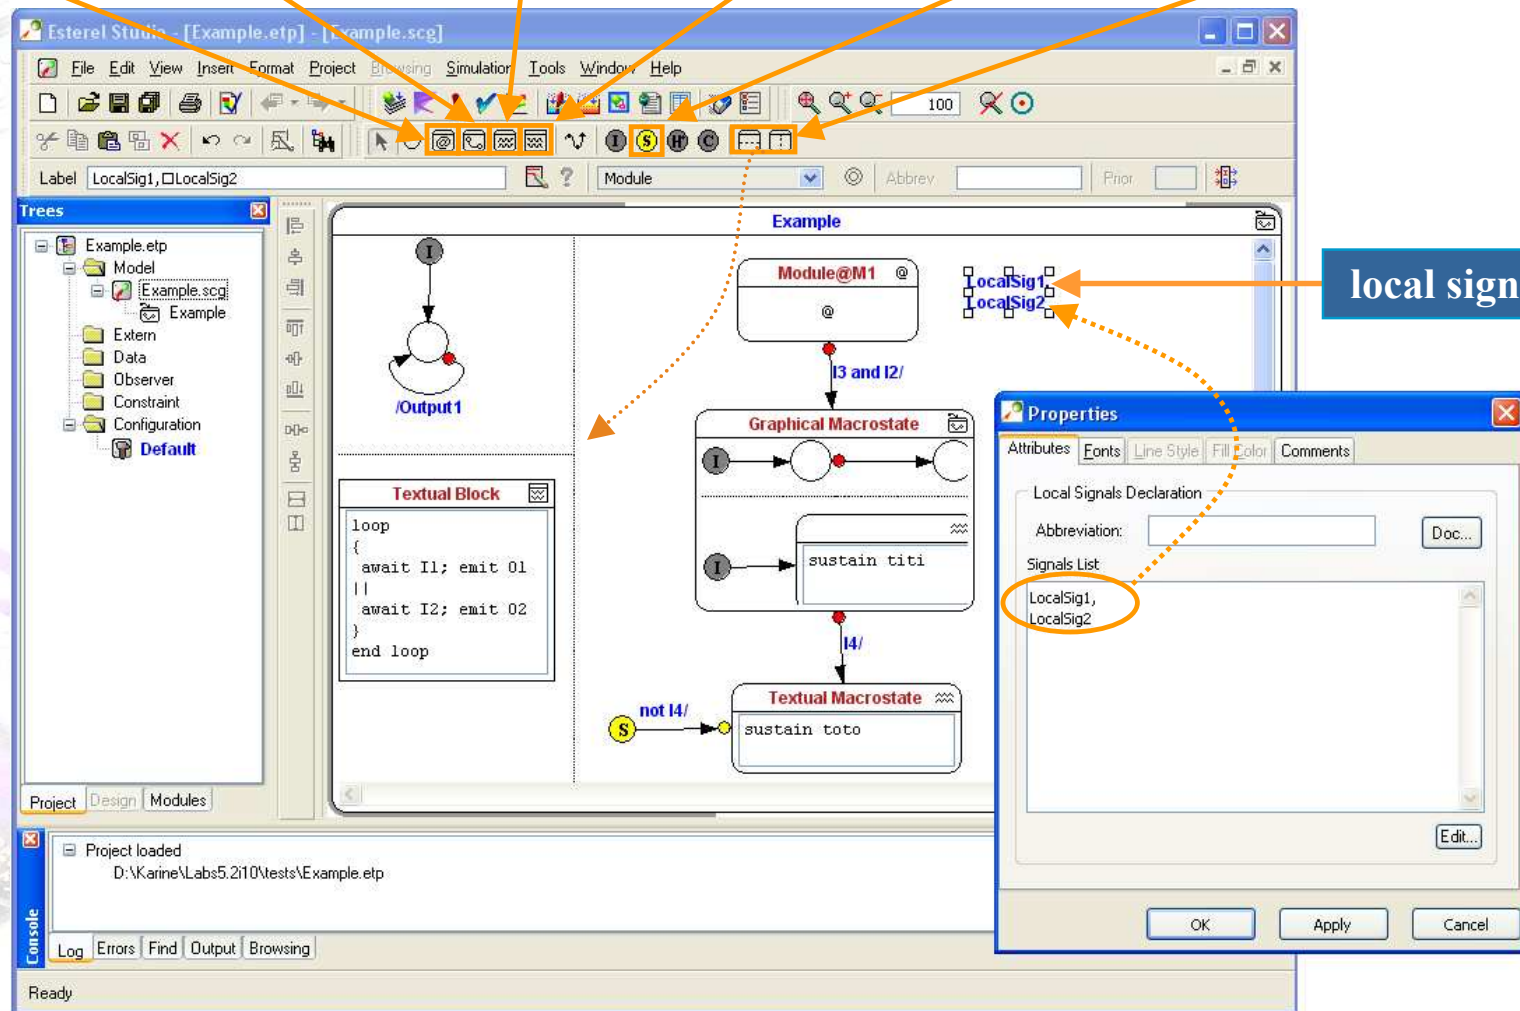 Esterel Studio - [Example.etp] - [Example.scg]
File Edit View Insert Format Project Browsing Simulation Tools Window Help
100
I S H C
Label LocalSig1,□LocalSig2 Module Abbrev Prior
Trees
Example.etp
Model
Example.scg
Example
Extern
Data
Observer
Constraint
Configuration
Default
Project Design Modules
Example
I
/Output1
Textual Block
loop
{
await I1; emit O1
||
await I2; emit O2
}
end loop
Module@M1 @
@
I3 and I2/
Graphical Macrostate
I
I
sustain titi
I4/
Textual Macrostate
not I4/
S
sustain toto
LocalSig1,
LocalSig2
local sign
Properties
Attributes Fonts Line Style Fill Color Comments
Local Signals Declaration
Abbreviation:
Doc...
Signals List
LocalSig1,
LocalSig2
Edit...
OK Apply Cancel
Console
Project loaded
D:\Karine\Labs5.2i10\tests\Example.etp
Log Errors Find Output Browsing
Ready